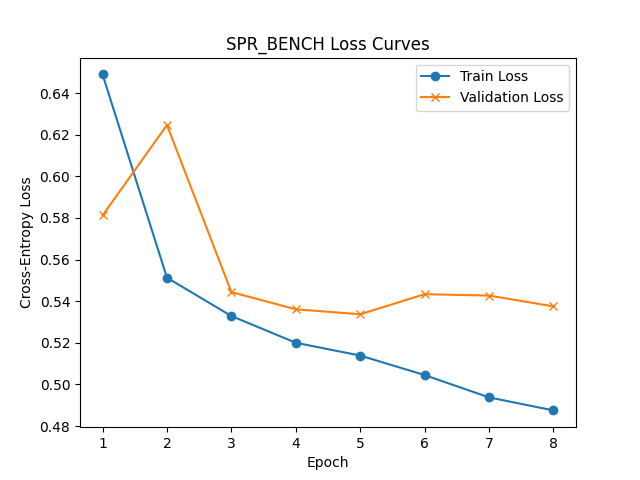 SPR_BENCH Loss Curves
Train Loss
Validation Loss
Cross-Entropy Loss
0.64
0.62
0.60
0.58
0.56
0.54
0.52
0.50
0.48
1 2 3 4 5 6 7 8
Epoch